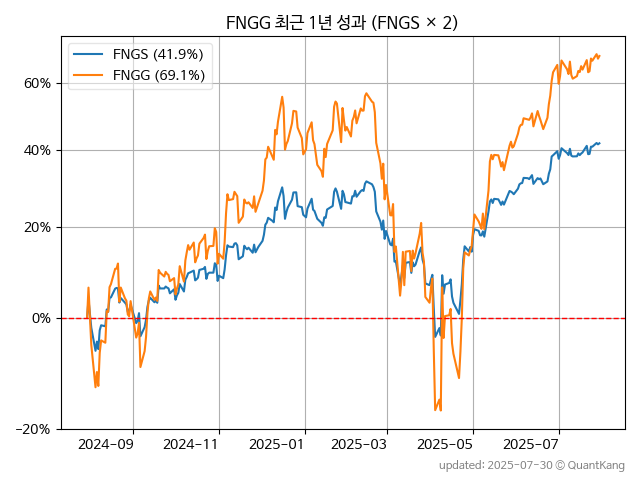 FNGG 최근 1년 성과 (FNGS × 2)
FNGS (41.9%)
FNGG (69.1%)
60%
40%
20%
0%
−20%
2024-09
2024-11
2025-01
2025-03
2025-05
2025-07
updated: 2025-07-30 © QuantKang